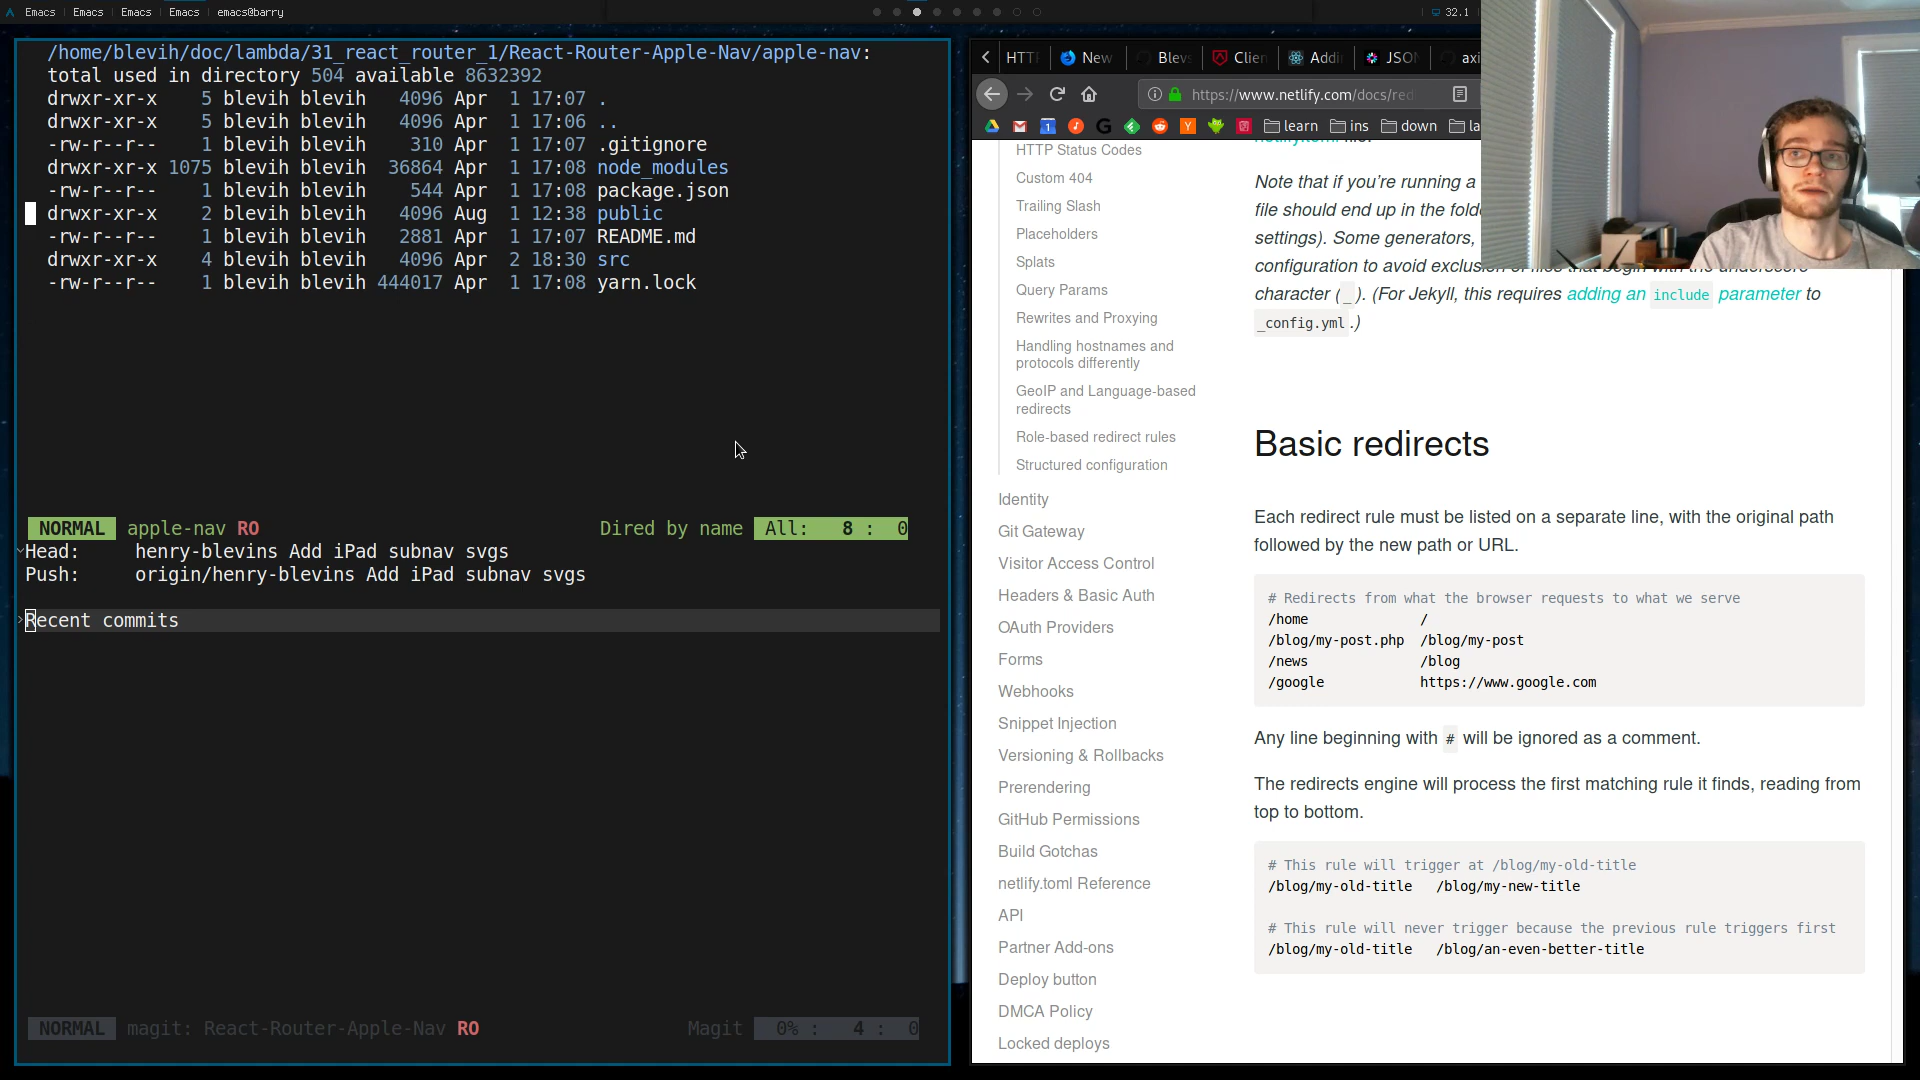 Emacs Emacs Emacs Emacs emacs@barry
32.1
/home/blevih/doc/lambda/31_react_router_1/React-Router-Apple-Nav/apple-nav:
total used in directory 504 available 8632392
drwxr-xr-x 5 blevih blevih 4096 Apr 1 17:07 .
drwxr-xr-x 5 blevih blevih 4096 Apr 1 17:06 ..
-rw-r--r-- 1 blevih blevih 310 Apr 1 17:07 .gitignore
drwxr-xr-x 1075 blevih blevih 36864 Apr 1 17:08 node_modules
-rw-r--r-- 1 blevih blevih 544 Apr 1 17:08 package.json
drwxr-xr-x 2 blevih blevih 4096 Aug 1 12:38 public
-rw-r--r-- 1 blevih blevih 2881 Apr 1 17:07 README.md
drwxr-xr-x 4 blevih blevih 4096 Apr 2 18:30 src
-rw-r--r-- 1 blevih blevih 444017 Apr 1 17:08 yarn.lock
NORMAL apple-nav RO Dired by name All: 8 : 0
Head: henry-blevins Add iPad subnav svgs
Push: origin/henry-blevins Add iPad subnav svgs
Recent commits
NORMAL magit: React-Router-Apple-Nav RO Magit 0% : 4 : 0
HTTP New Blevs Clien Addi JSON axi
https://www.netlify.com/docs/red
learn ins down la
HTTP Status Codes
Custom 404
Trailing Slash
Placeholders
Splats
Query Params
Rewrites and Proxying
Handling hostnames and
protocols differently
GeoIP and Language-based
redirects
Role-based redirect rules
Structured configuration
Identity
Git Gateway
Visitor Access Control
Headers & Basic Auth
OAuth Providers
Forms
Webhooks
Snippet Injection
Versioning & Rollbacks
Prerendering
GitHub Permissions
Build Gotchas
netlify.toml Reference
API
Partner Add-ons
Deploy button
DMCA Policy
Locked deploys
Note that if you’re running a
file should end up in the fold
settings). Some generators,
configuration to avoid exclusion of files that begin with the underscore
character (_). (For Jekyll, this requires adding an include parameter to
_config.yml.)
Basic redirects
Each redirect rule must be listed on a separate line, with the original path
followed by the new path or URL.
# Redirects from what the browser requests to what we serve
/home /
/blog/my-post.php /blog/my-post
/news /blog
/google https://www.google.com
Any line beginning with # will be ignored as a comment.
The redirects engine will process the first matching rule it finds, reading from
top to bottom.
# This rule will trigger at /blog/my-old-title
/blog/my-old-title /blog/my-new-title
# This rule will never trigger because the previous rule triggers first
/blog/my-old-title /blog/an-even-better-title